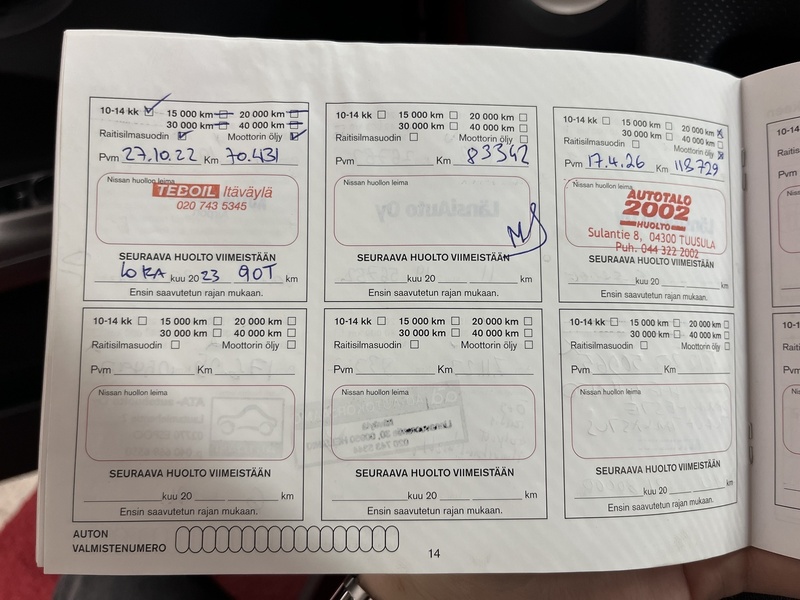 10-14 kk 15 000 km 20 000 km
30 000 km 40 000 km
Raitisilmasuodin Moottorin öljy
Pvm 27.10.22 Km 70.431
Nissan huollon leima
TEBOIL Itäväylä
020 743 5345
SEURAAVA HUOLTO VIIMEISTÄÄN
LOKA kuu 2023 90T km
Ensin saavutetun rajan mukaan.
10-14 kk 15 000 km 20 000 km
30 000 km 40 000 km
Raitisilmasuodin Moottorin öljy
Pvm Km 83342
Nissan huollon leima
SEURAAVA HUOLTO VIIMEISTÄÄN
kuu 20 km
Ensin saavutetun rajan mukaan.
10-14 kk 15 000 km 20 000 km
30 000 km 40 000 km
Raitisilmasuodin Moottorin öljy
Pvm 17.4.26 Km 113729
Nissan huollon leima
AUTOTALO
2002
HUOLTO
Sulantie 8, 04300 TUUSULA
Puh. 044 322 2002
SEURAAVA HUOLTO VIIMEISTÄÄN
kuu 20 km
Ensin saavutetun rajan mukaan.
10-14 kk 15 000 km 20 000 km
30 000 km 40 000 km
Raitisilmasuodin Moottorin öljy
Pvm Km
Nissan huollon leima
SEURAAVA HUOLTO VIIMEISTÄÄN
kuu 20 km
Ensin saavutetun rajan mukaan.
10-14 kk 15 000 km 20 000 km
30 000 km 40 000 km
Raitisilmasuodin Moottorin öljy
Pvm Km
Nissan huollon leima
SEURAAVA HUOLTO VIIMEISTÄÄN
kuu 20 km
Ensin saavutetun rajan mukaan.
10-14 kk 15 000 km 20 000 km
30 000 km 40 000 km
Raitisilmasuodin Moottorin öljy
Pvm Km
Nissan huollon leima
SEURAAVA HUOLTO VIIMEISTÄÄN
kuu 20 km
Ensin saavutetun rajan mukaan.
AUTON
VALMISTENUMERO
14